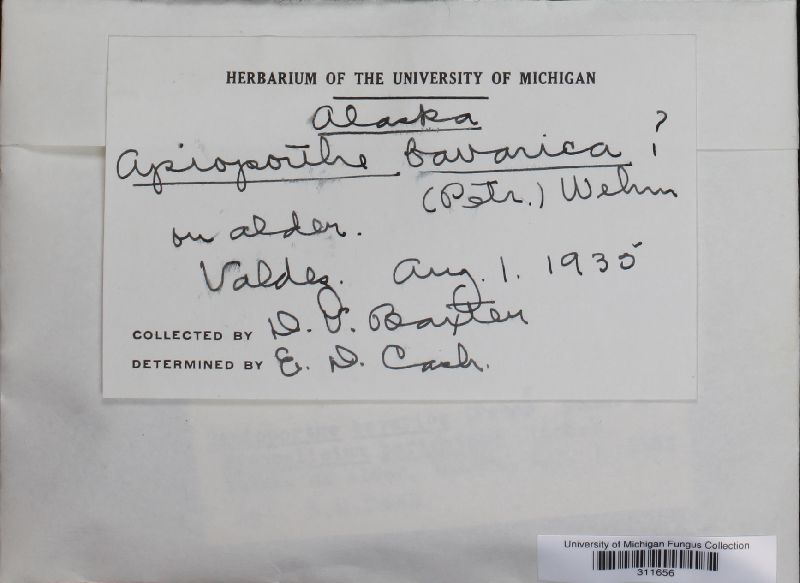 HERBARIUM OF THE UNIVERSITY OF MICHIGAN
Alaska
Apioporthe bavarica ?
(Petr.) Wehm
on alder.
Valdez. Aug. 1. 1935
COLLECTED BY D. V. Baxter
DETERMINED BY E. D. Cash.
University of Michigan Fungus Collection
311656